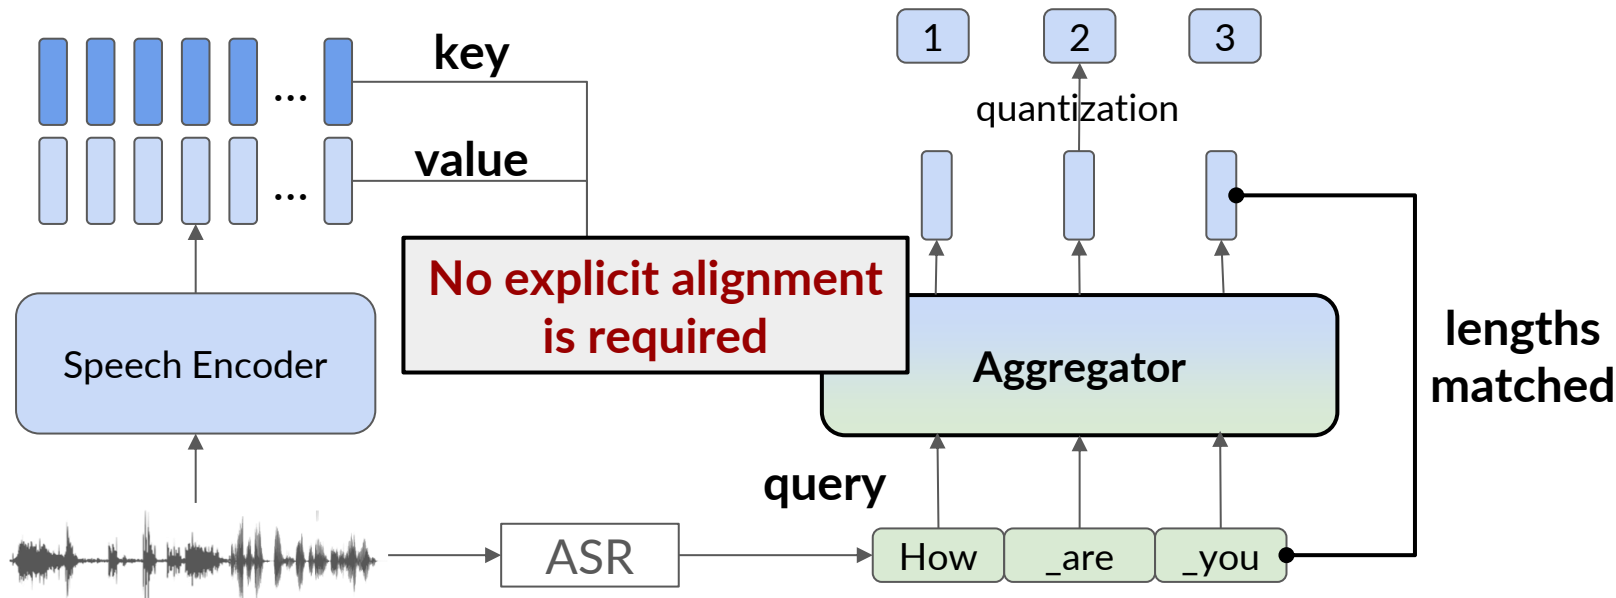 key
1 2 3
...
quantization
value
...
No explicit alignment
is required
Speech Encoder
Aggregator
lengths
matched
query
ASR
How _are _you